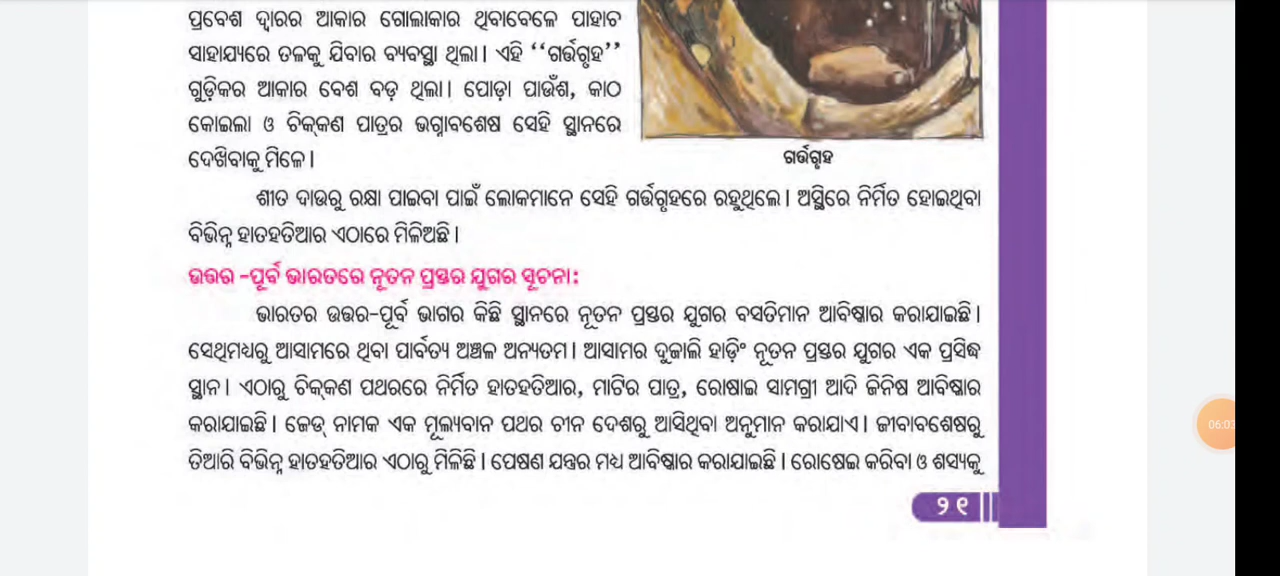 ପ୍ରବେଶ ଦ୍ୱାରର ଆକାର ଗୋଲାକାର ଥିବାବେଳେ ପାହାଚ
ସାହାଯ୍ୟରେ ତଳକୁ ଯିବାର ବ୍ୟବସ୍ଥା ଥିଲା। ଏହି ‘‘ଗର୍ତ୍ତଗୃହ’’
ଗୁଡ଼ିକର ଆକାର ବେଶ ବଡ଼ ଥିଲା। ପୋଡ଼ା ପାଉଁଶ, କାଠ
କୋଇଲା ଓ ଚିକ୍କଣ ପାତ୍ରର ଭଗ୍ନାବଶେଷ ସେହି ସ୍ଥାନରେ
ଦେଖିବାକୁ ମିଳେ।
ଗର୍ତ୍ତଗୃହ
ଶୀତ ଦାଉରୁ ରକ୍ଷା ପାଇବା ପାଇଁ ଲୋକମାନେ ସେହି ଗର୍ତ୍ତଗୃହରେ ରହୁଥିଲେ। ଅସ୍ଥିରେ ନିର୍ମିତ ହୋଇଥିବା
ବିଭିନ୍ନ ହାତହତିଆର ଏଠାରେ ମିଳିଅଛି।
ଉତ୍ତର -ପୂର୍ବ ଭାରତରେ ନୂତନ ପ୍ରସ୍ତର ଯୁଗର ସୂଚନା:
ଭାରତର ଉତ୍ତର-ପୂର୍ବ ଭାଗର କିଛି ସ୍ଥାନରେ ନୂତନ ପ୍ରସ୍ତର ଯୁଗର ବସତିମାନ ଆବିଷ୍କାର କରାଯାଇଛି।
ସେଥିମଧ୍ୟରୁ ଆସାମରେ ଥିବା ପାର୍ବତ୍ୟ ଅଞ୍ଚଳ ଅନ୍ୟତମ। ଆସାମର ଦୁଜାଲି ହାଡ଼ିଂ ନୂତନ ପ୍ରସ୍ତର ଯୁଗର ଏକ ପ୍ରସିଦ୍ଧ
ସ୍ଥାନ। ଏଠାରୁ ଚିକ୍କଣ ପଥରରେ ନିର୍ମିତ ହାତହତିଆର, ମାଟିର ପାତ୍ର, ରୋଷାଇ ସାମଗ୍ରୀ ଆଦି ଜିନିଷ ଆବିଷ୍କାର
କରାଯାଇଛି। ଜେଡ୍ ନାମକ ଏକ ମୂଲ୍ୟବାନ ପଥର ଚୀନ ଦେଶରୁ ଆସିଥିବା ଅନୁମାନ କରାଯାଏ। ଜୀବାବଶେଷରୁ
ତିଆରି ବିଭିନ୍ନ ହାତହତିଆର ଏଠାରୁ ମିଳିଛି। ପେଷଣ ଯନ୍ତ୍ରର ମଧ୍ୟ ଆବିଷ୍କାର କରାଯାଇଛି। ରୋଷେଇ କରିବା ଓ ଶସ୍ୟକୁ
୨୧
06:03